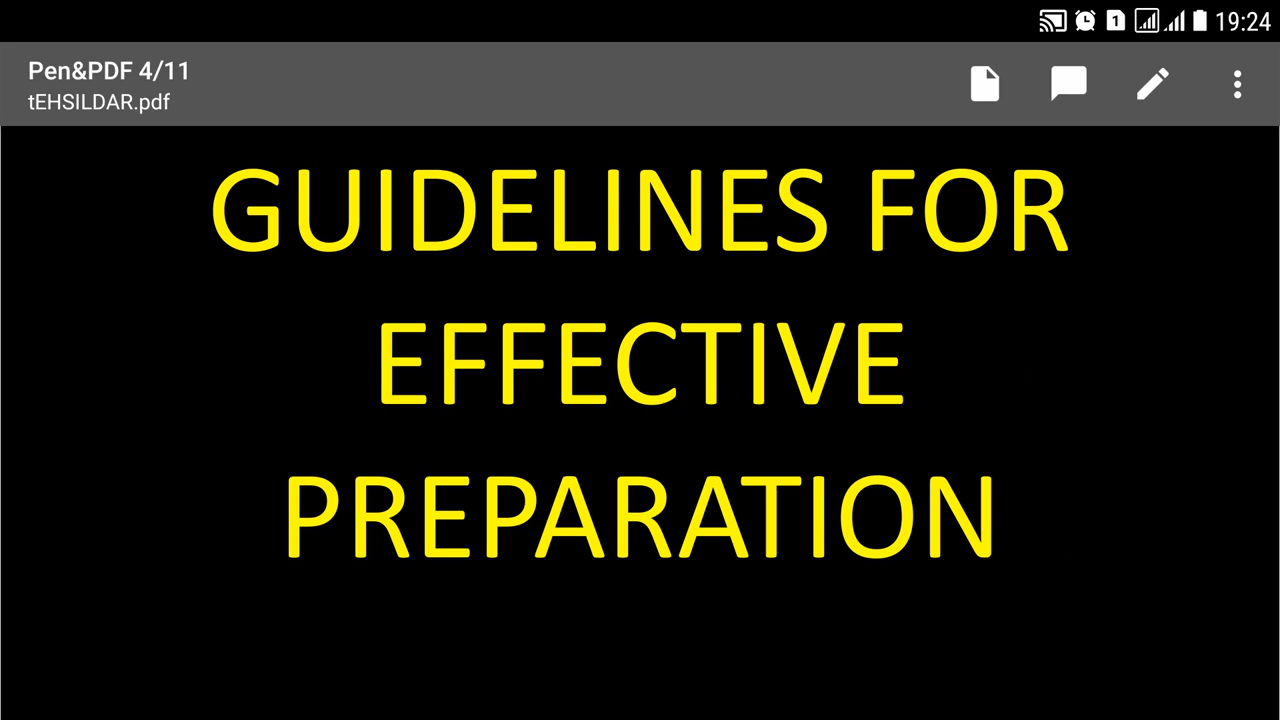 1 19:24
Pen&PDF 4/11
tEHSILDAR.pdf
GUIDELINES FOR
EFFECTIVE
PREPARATION